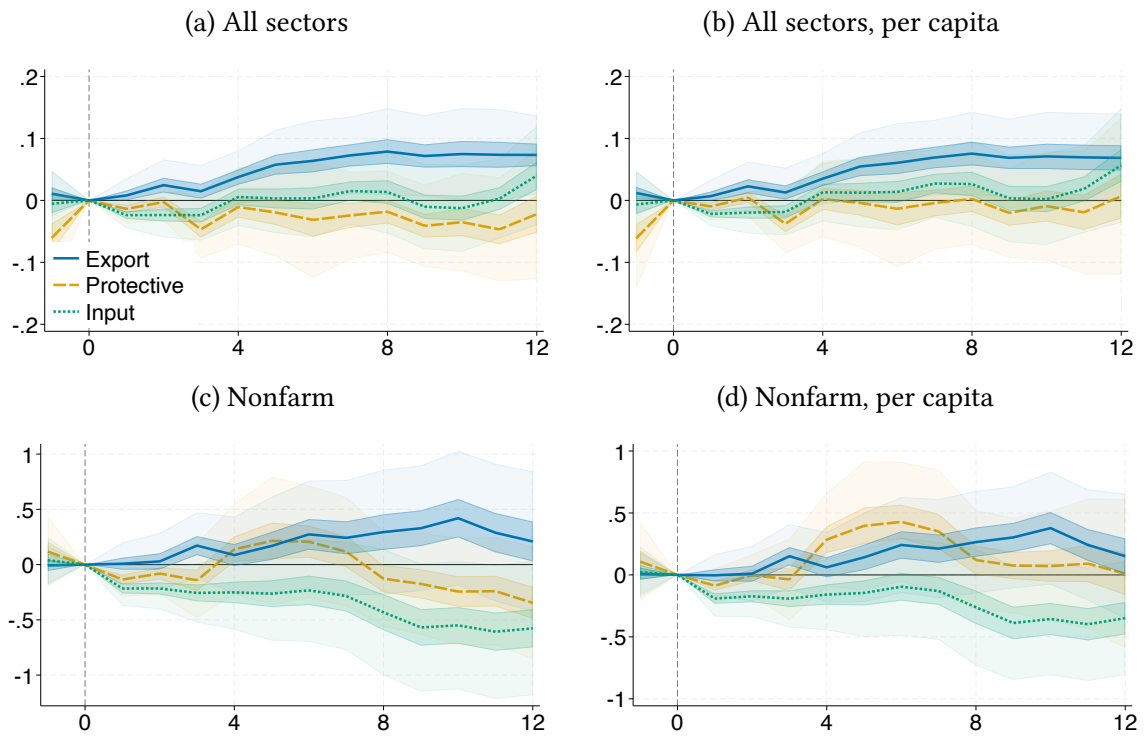 (a) All sectors
(b) All sectors, per capita
.2
.1
0
-.1
-.2
Export
Protective
Input
0 4 8 12
.2
.1
0
-.1
-.2
0 4 8 12
(c) Nonfarm
(d) Nonfarm, per capita
1
.5
0
-.5
-1
0 4 8 12
1
.5
0
-.5
-1
0 4 8 12